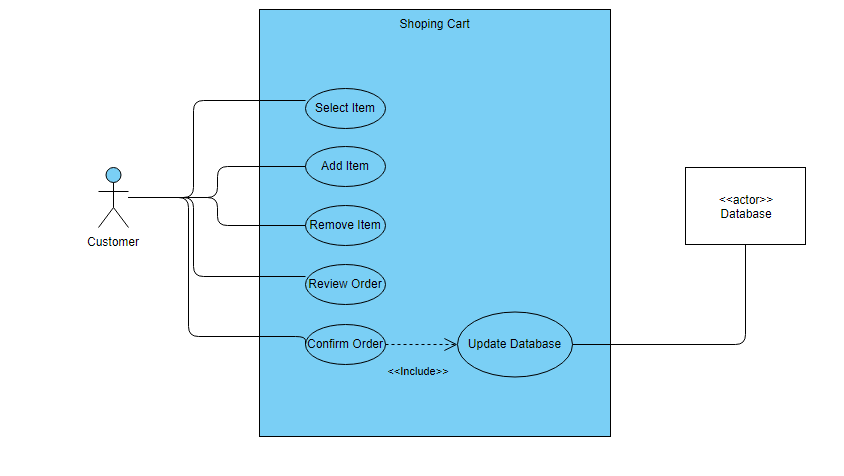 Shoping Cart
Select Item
Add Item
Remove Item
Review Order
Confirm Order
Update Database
<<Include>>
Customer
<<actor>>
Database